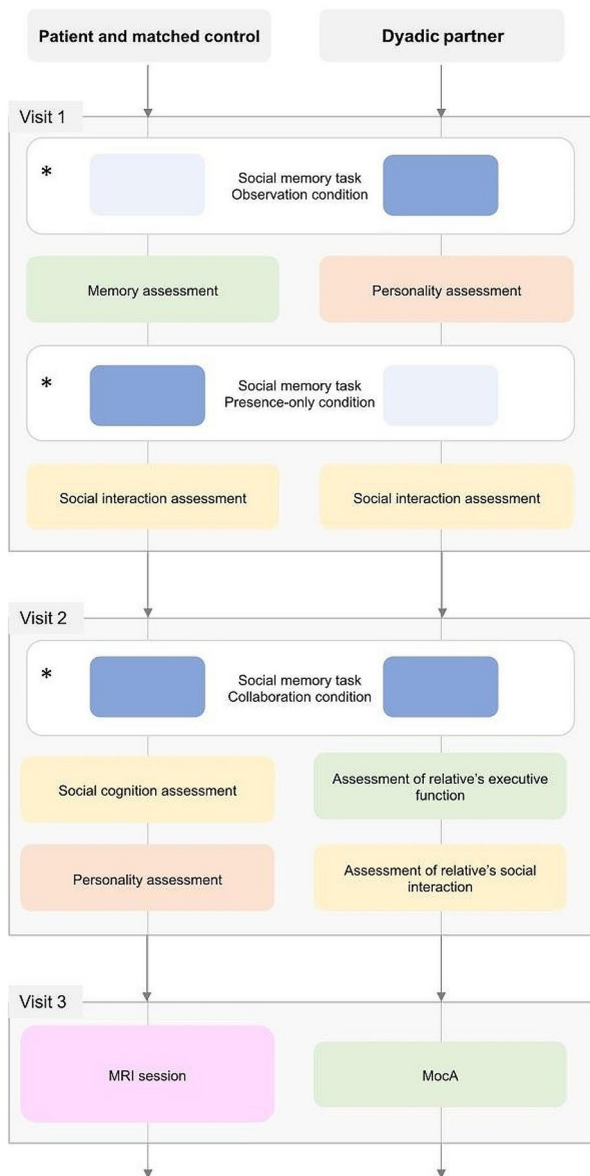 Patient and matched control
Dyadic partner
Visit 1
*
Social memory task
Observation condition
Memory assessment
Personality assessment
*
Social memory task
Presence-only condition
Social interaction assessment
Social interaction assessment
Visit 2
*
Social memory task
Collaboration condition
Social cognition assessment
Assessment of relative's executive
function
Personality assessment
Assessment of relative's social
interaction
Visit 3
MRI session
MocA